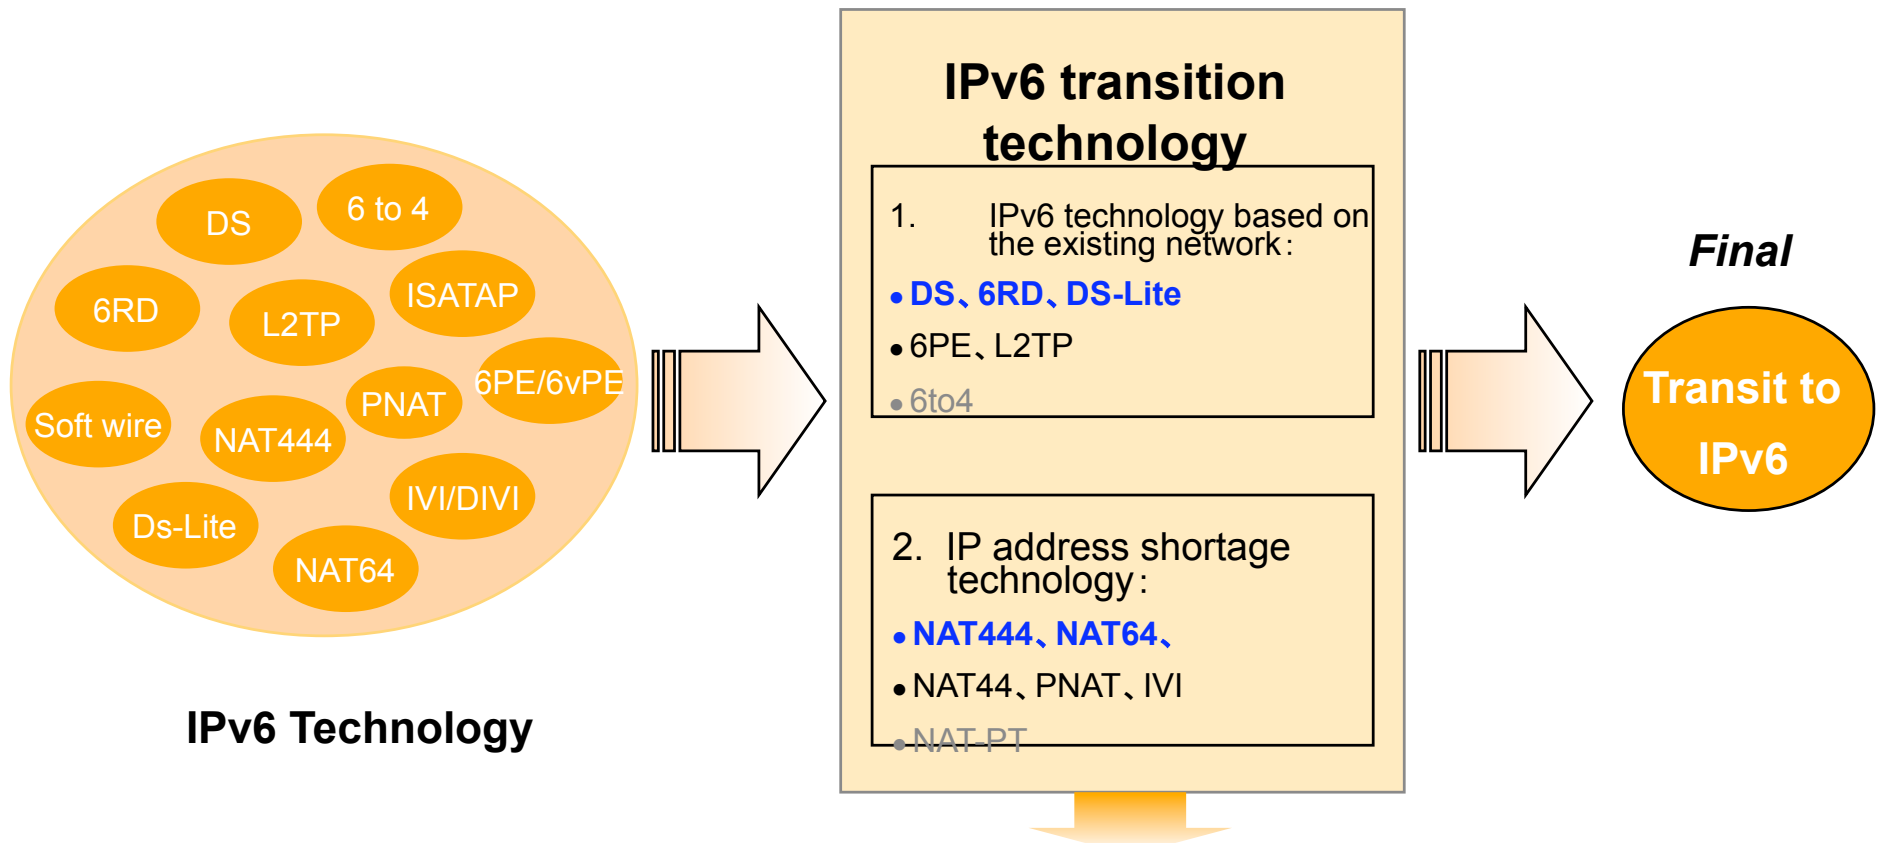 DS
6 to 4
6RD
L2TP
ISATAP
Soft wire
NAT444
PNAT
6PE/6vPE
Ds-Lite
NAT64
IVI/DIVI
IPv6 Technology
IPv6 transition
technology
1. IPv6 technology based on
the existing network：
•DS、6RD、DS-Lite
•6PE、L2TP
•6to4
2. IP address shortage
technology：
•NAT444、NAT64、
•NAT44、PNAT、IVI
•NAT-PT
Final
Transit to
IPv6